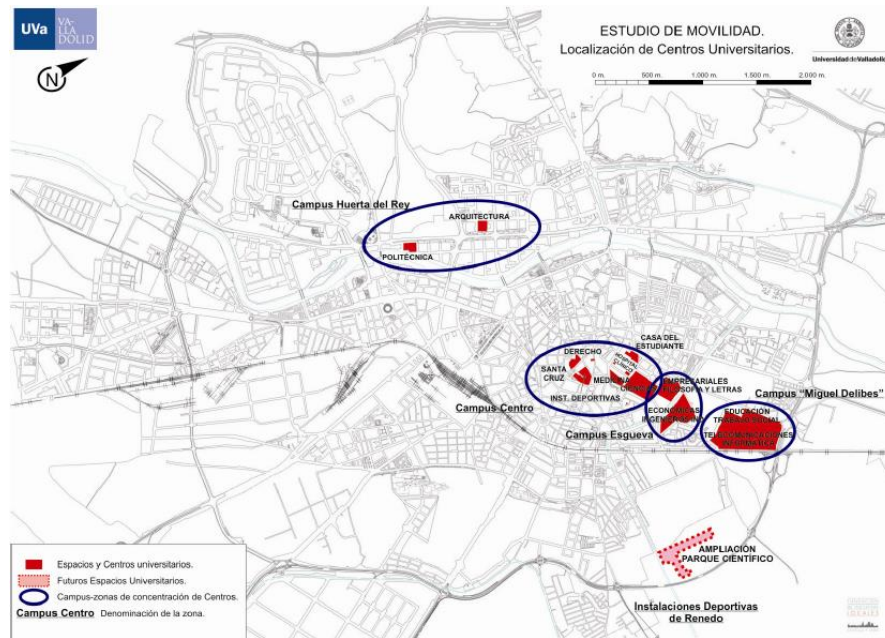 UVa
VA-
LLA
DOLID
N
ESTUDIO DE MOVILIDAD.
Localización de Centros Universitarios.
Universidad de Valladolid
0 m.
500 m.
1.000 m.
1.500 m.
2.000 m.
Campus Huerta del Rey
ARQUITECTURA
POLITÉCNICA
CASA DEL
ESTUDIANTE
DERECHO
HOSPITAL
CLÍNICO
SANTA
CRUZ
MEDICINA
EMPRESARIALES
FILOSOFIA Y LETRAS
INST. DEPORTIVAS
Campus "Miguel Delibes"
Campus Centro
ECONÓMICAS
Campus Esgueva
EDUCACIÓN
TRABAJO SOCIAL
TELECOMUNICACIONES
INFORMÁTICA
AMPLIACIÓN
PARQUE CIENTÍFICO
Instalaciones Deportivas
de Renedo
Espacios y Centros universitarios.
Futuros Espacios Universitarios.
Campus-zonas de concentración de Centros.
Campus Centro Denominación de la zona.